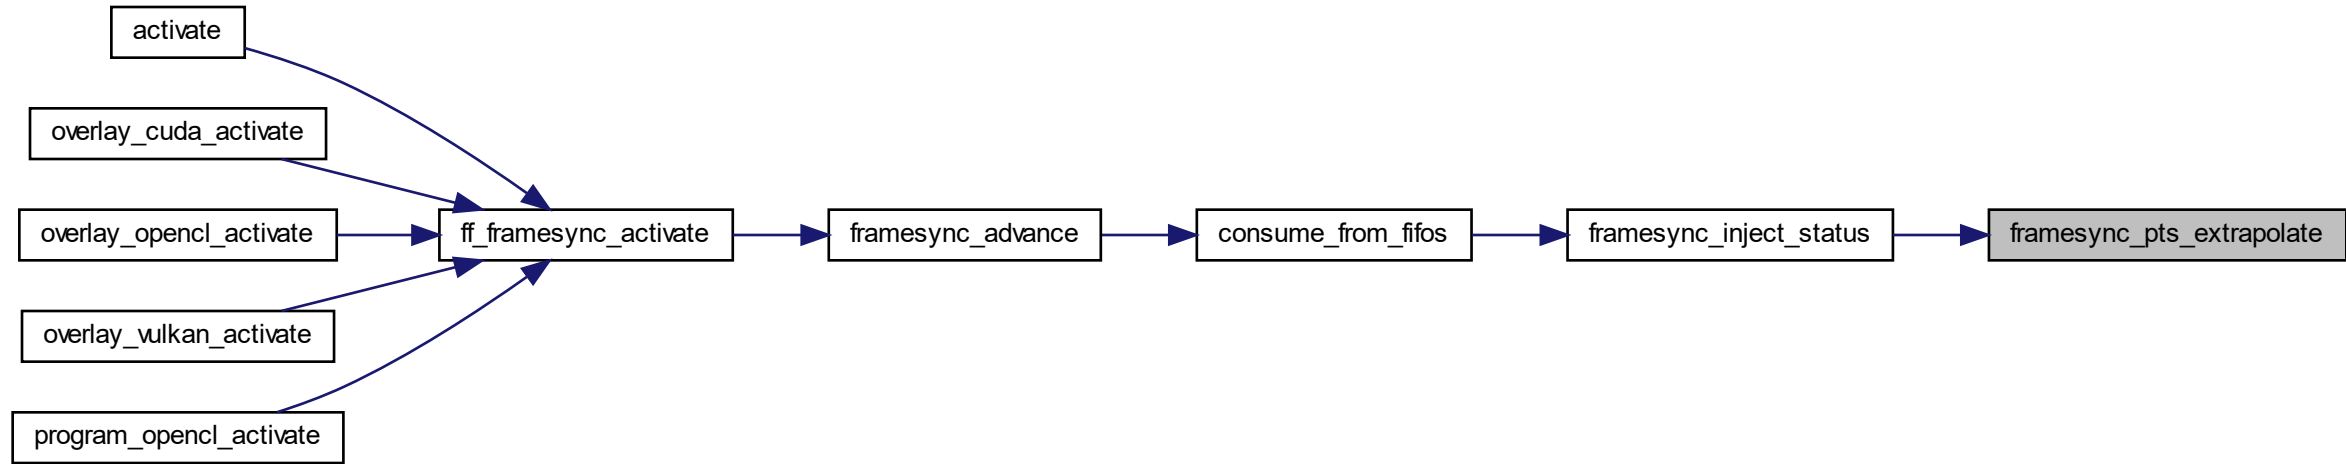 activate
overlay_cuda_activate
overlay_opencl_activate
overlay_vulkan_activate
program_opencl_activate
ff_framesync_activate
framesync_advance
consume_from_fifos
framesync_inject_status
framesync_pts_extrapolate